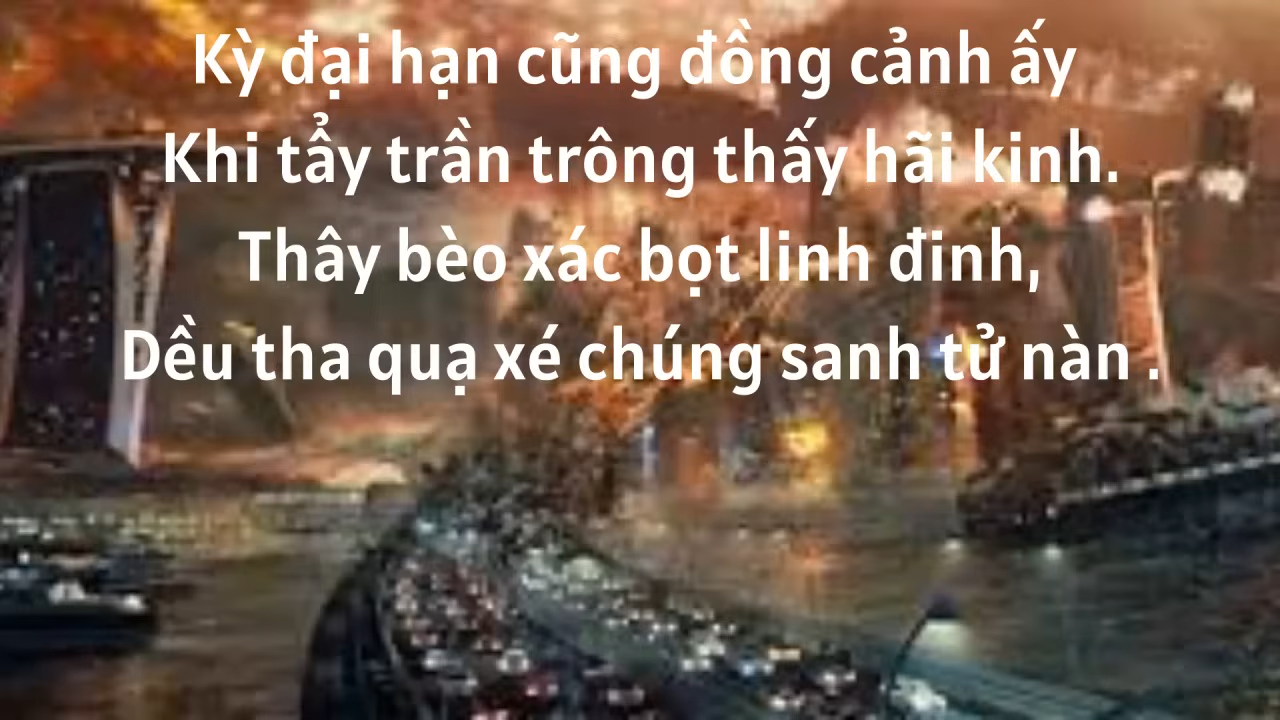 Kỳ đại hạn cũng đồng cảnh ấy
Khi tẩy trần trông thấy hãi kinh.
Thây bèo xác bọt linh đinh,
Dều tha quạ xé chúng sanh tử nàn .